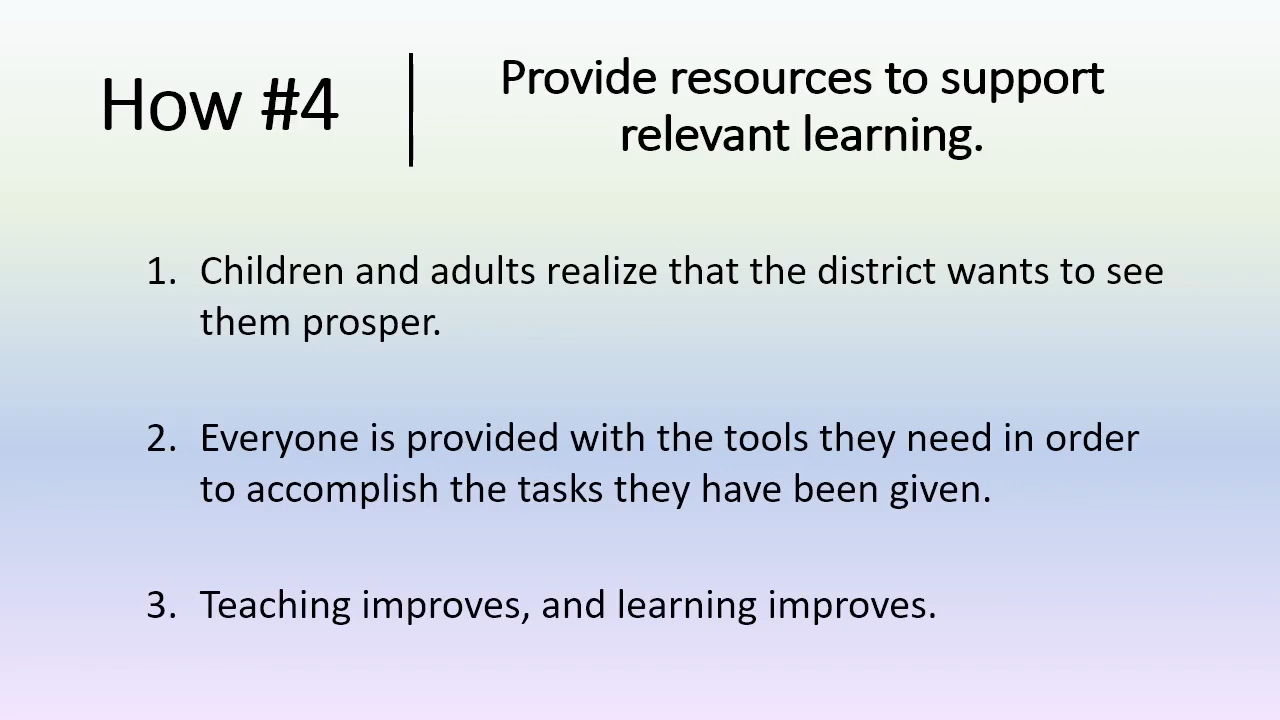 How #4
Provide resources to support
relevant learning.
1. Children and adults realize that the district wants to see
them prosper.
2. Everyone is provided with the tools they need in order
to accomplish the tasks they have been given.
3. Teaching improves, and learning improves.